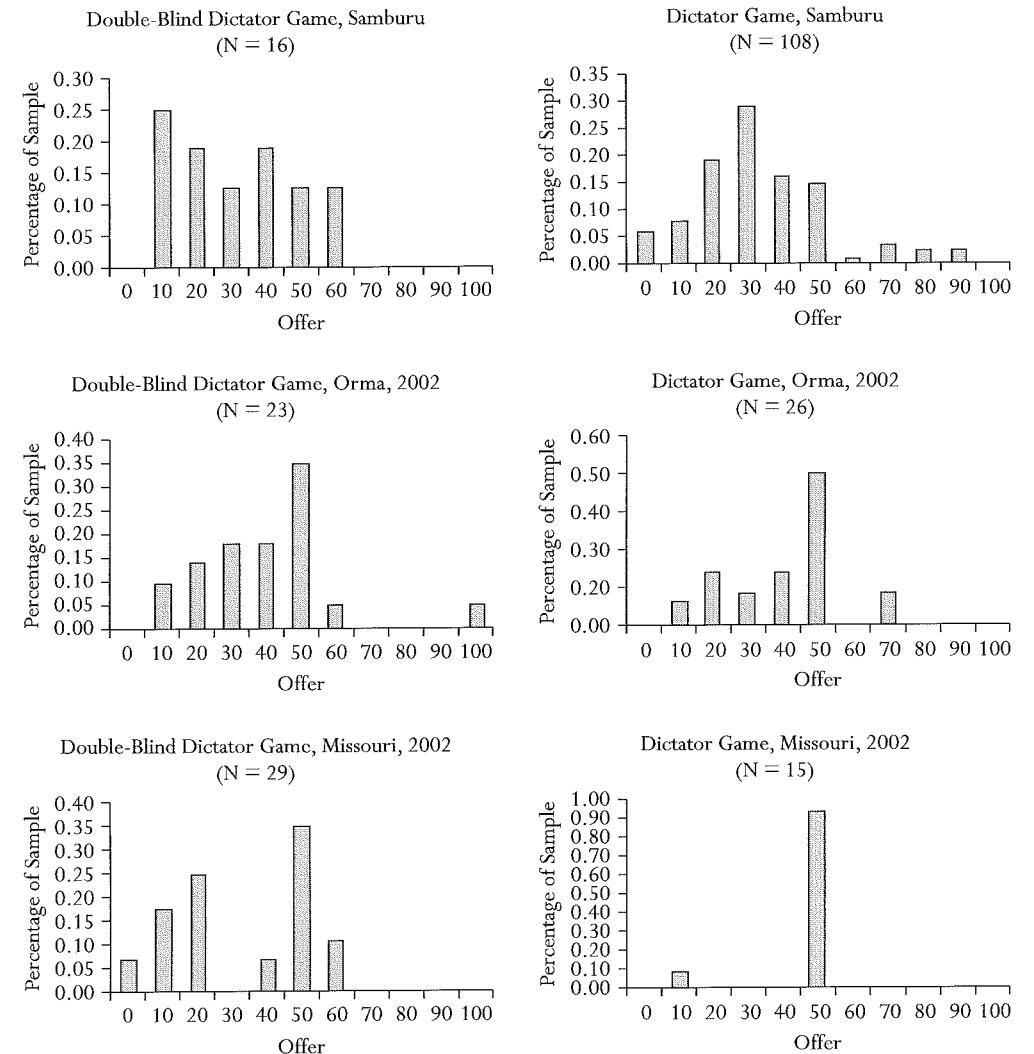 Double-Blind Dictator Game, Samburu
(N = 16)
Percentage of Sample
0.30
0.20
0.15
0.10
0.05
0.00
0 10 20 30 40 50 60 70 80 90 100
Offer
Dictator Game, Samburu
(N = 108)
Percentage of Sample
0.35
0.30
0.25
0.20
0.15
0.10
0.05
0.00
0 10 20 30 40 50 60 70 80 90 100
Offer
Double-Blind Dictator Game, Orma, 2002
(N = 23)
Percentage of Sample
0.40
0.35
0.30
0.25
0.20
0.15
0.10
0.05
0.00
0 10 20 30 40 50 60 70 80 90 100
Offer
Dictator Game, Orma, 2002
(N = 26)
Percentage of Sample
0.60
0.50
0.40
0.30
0.20
0.00
0 10 20 30 40 50 60 70 80 90 100
Offer
Double-Blind Dictator Game, Missouri, 2002
(N = 29)
Percentage of Sample
0.40
0.35
0.30
0.25
0.20
0.15
0.10
0.05
0.00
0 10 20 30 40 50 60 70 80 90 100
Offer
Dictator Game, Missouri, 2002
(N = 15)
Percentage of Sample
1.00
0.90
0.80
0.70
0.60
0.50
0.40
0.30
0.20
0.10
0.00
0 10 20 30 40 50 60 70 80 90 100
Offer